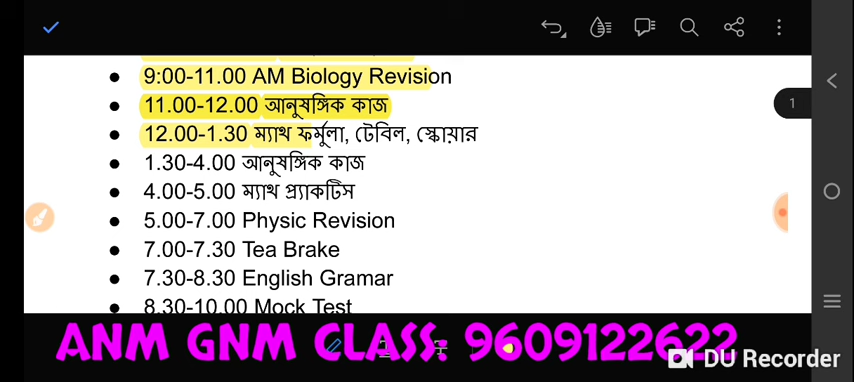 9:00-11.00 AM Biology Revision
11.00-12.00 আনুষঙ্গিক কাজ
12.00-1.30 ম্যাথ ফর্মুলা, টেবিল, স্কোয়ার
1.30-4.00 আনুষঙ্গিক কাজ
4.00-5.00 ম্যাথ প্র্যাকটিস
5.00-7.00 Physic Revision
7.00-7.30 Tea Brake
7.30-8.30 English Gramar
8.30-10.00 Mock Test
1
ANM GNM CLASS: 9609122622
DU Recorder